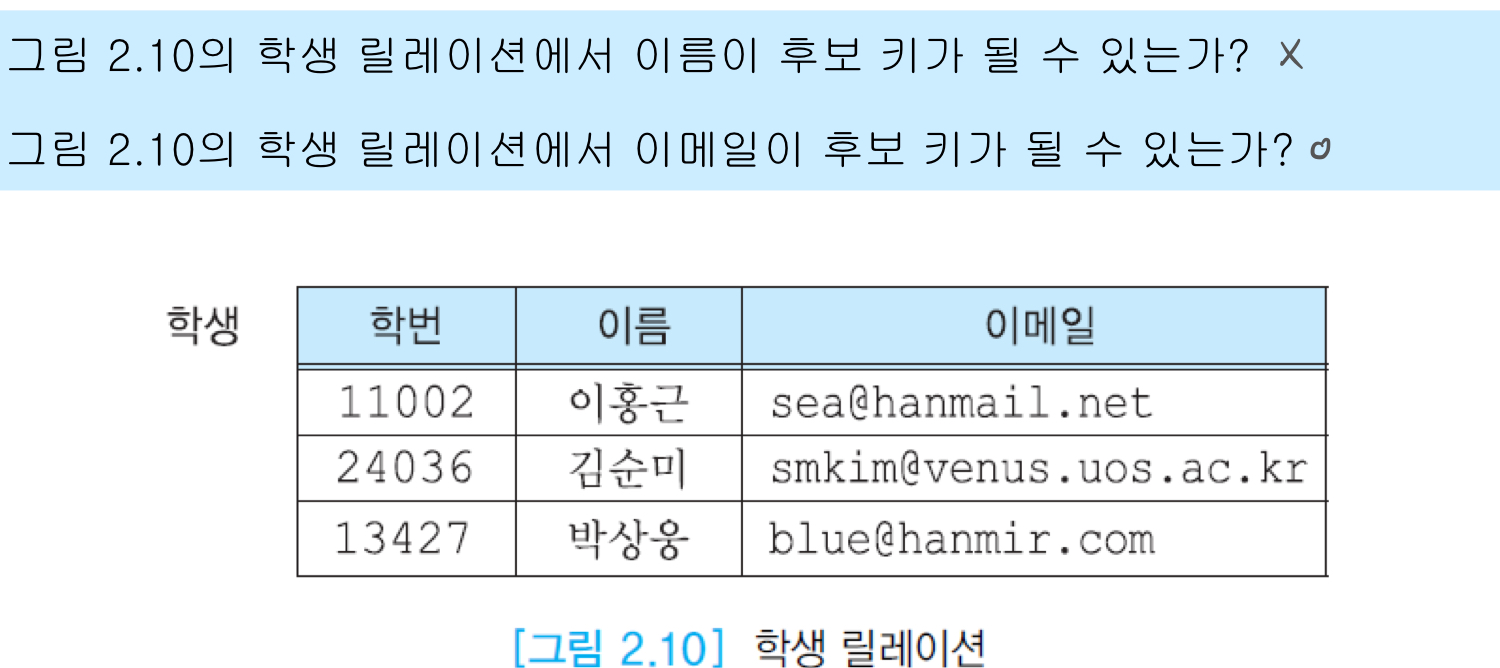 그림 2.10의 학생 릴레이션에서 이름이 후보 키가 될 수 있는가? X
그림 2.10의 학생 릴레이션에서 이메일이 후보 키가 될 수 있는가? O
학생
학번 이름 이메일
11002 이홍근 sea@hanmail.net
24036 김순미 smkim@venus.uos.ac.kr
13427 박상웅 blue@hanmir.com
[그림 2.10] 학생 릴레이션